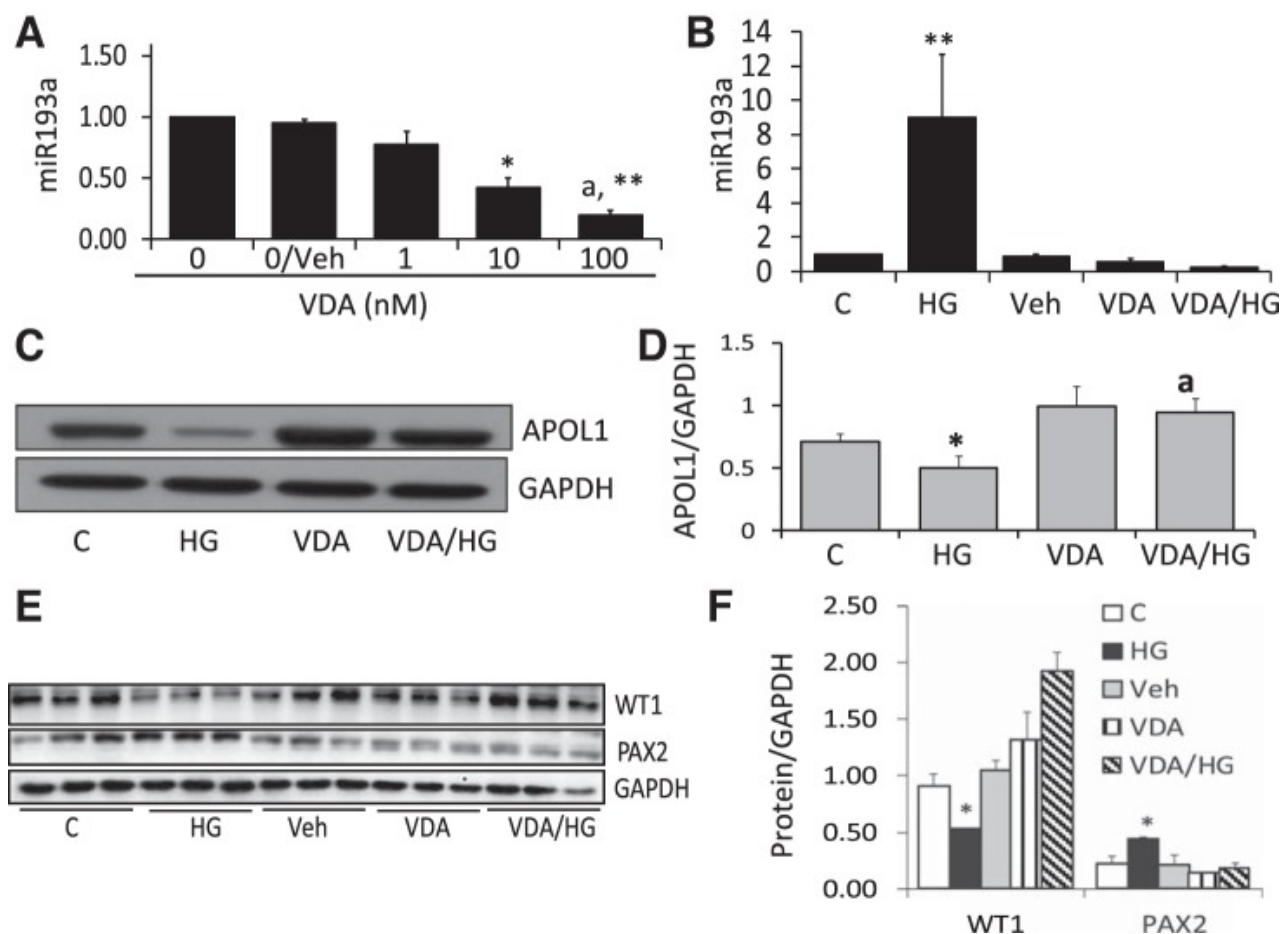 A
miR193a
1.50
1.00
0.50
0.00
*
a, **
0 0/Veh 1 10 100
VDA (nM)
B
miR193a
14
12
10
8
6
4
2
0
**
C HG Veh VDA VDA/HG
C
APOL1
GAPDH
C HG VDA VDA/HG
D
APOL1/GAPDH
1.5
1
0.5
0
*
a
C HG VDA VDA/HG
E
WT1
PAX2
GAPDH
C HG Veh VDA VDA/HG
F
Protein/GAPDH
2.50
2.00
1.50
1.00
0.50
0.00
C
HG
Veh
VDA
VDA/HG
*
*
WT1 PAX2